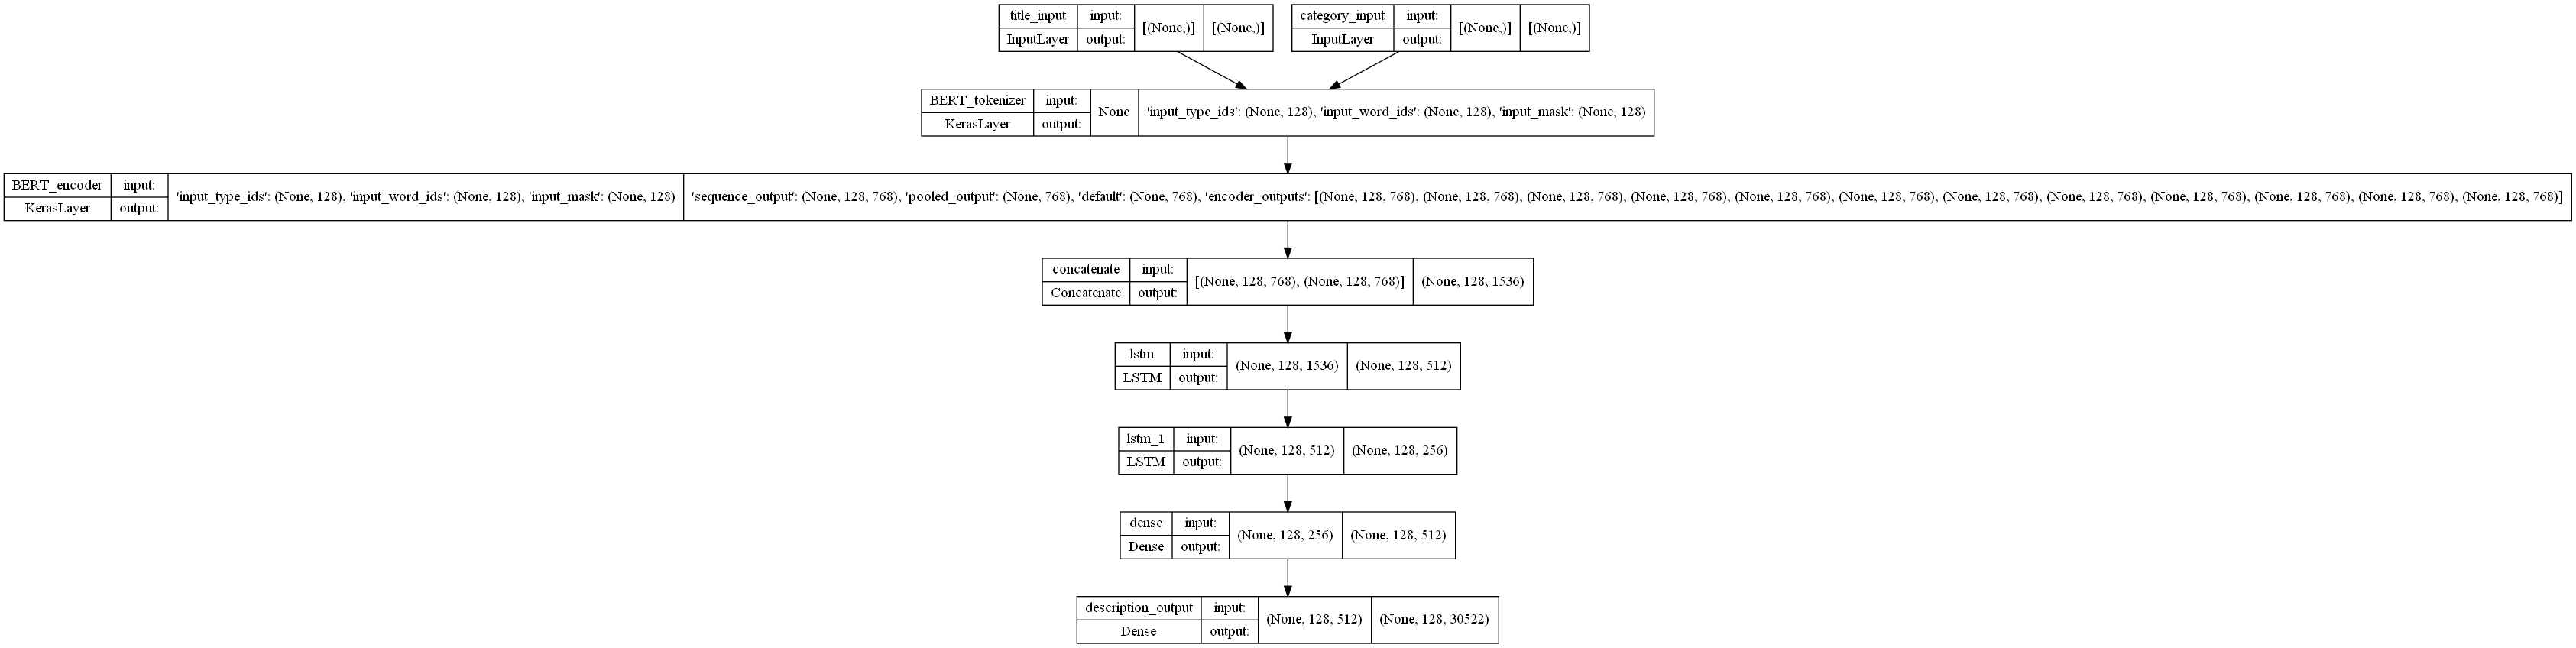 title_input input: [(None,)] [(None,)]
InputLayer output:
category_input input: [(None,)] [(None,)]
InputLayer output:
BERT_tokenizer input: None 'input_type_ids': (None, 128), 'input_word_ids': (None, 128), 'input_mask': (None, 128)
KerasLayer output:
BERT_encoder input: 'input_type_ids': (None, 128), 'input_word_ids': (None, 128), 'input_mask': (None, 128) 'sequence_output': (None, 128, 768), 'pooled_output': (None, 768), 'default': (None, 768), 'encoder_outputs': [(None, 128, 768), (None, 128, 768), (None, 128, 768), (None, 128, 768), (None, 128, 768), (None, 128, 768), (None, 128, 768), (None, 128, 768), (None, 128, 768), (None, 128, 768), (None, 128, 768), (None, 128, 768)]
KerasLayer output:
concatenate input: [(None, 128, 768), (None, 128, 768)] (None, 128, 1536)
Concatenate output:
lstm input: (None, 128, 1536) (None, 128, 512)
LSTM output:
lstm_1 input: (None, 128, 512) (None, 128, 256)
LSTM output:
dense input: (None, 128, 256) (None, 128, 512)
Dense output:
description_output input: (None, 128, 512) (None, 128, 30522)
Dense output: